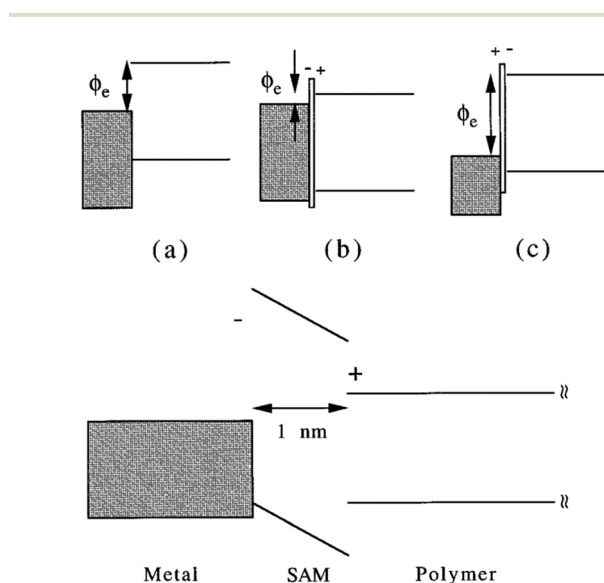 ϕe
- +
ϕe
+ -
ϕe
(a) (b) (c)
-
+
1 nm
Metal SAM Polymer